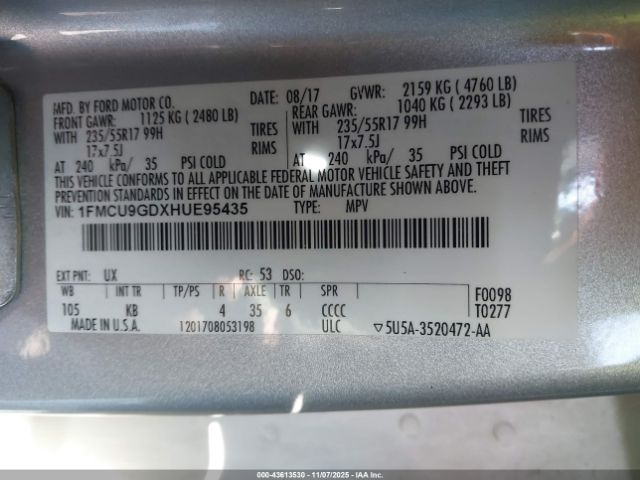 MFD. BY FORD MOTOR CO. DATE: 08/17 GVWR: 2159 KG ( 4760 LB)
FRONT GAWR: 1125 KG ( 2480 LB) REAR GAWR: 1040 KG ( 2293 LB)
WITH 235/55R17 99H TIRES WITH 235/55R17 99H TIRES
17x7.5J RIMS 17x7.5J RIMS
AT 240 kPa/ 35 PSI COLD AT 240 kPa/ 35 PSI COLD
THIS VEHICLE CONFORMS TO ALL APPLICABLE FEDERAL MOTOR VEHICLE SAFETY AND THEFT
PREVENTION STANDARDS IN EFFECT ON THE DATE OF MANUFACTURE SHOWN ABOVE.
VIN: 1FMCU9GDXHUE95435 TYPE: MPV
EXT PNT: UX RC: 53 DSO:
WB INT TR TP/PS R AXLE TR SPR F0098
105 KB 4 35 6 CCCC T0277
MADE IN U.S.A. 1201708053198 ULC ▽5U5A-3520472-AA
000-43613530 - 11/07/2025 - IAAI.COM